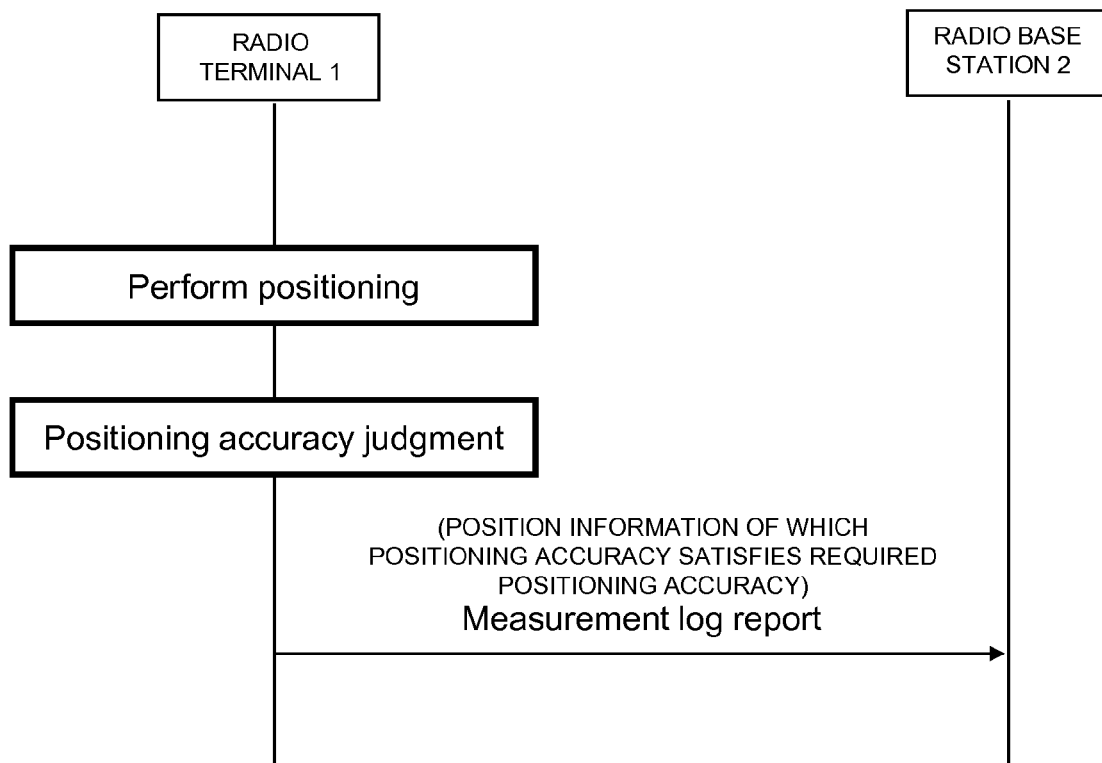 RADIO
TERMINAL 1
RADIO BASE
STATION 2
Perform positioning
Positioning accuracy judgment
(POSITION INFORMATION OF WHICH
POSITIONING ACCURACY SATISFIES REQUIRED
POSITIONING ACCURACY)
Measurement log report